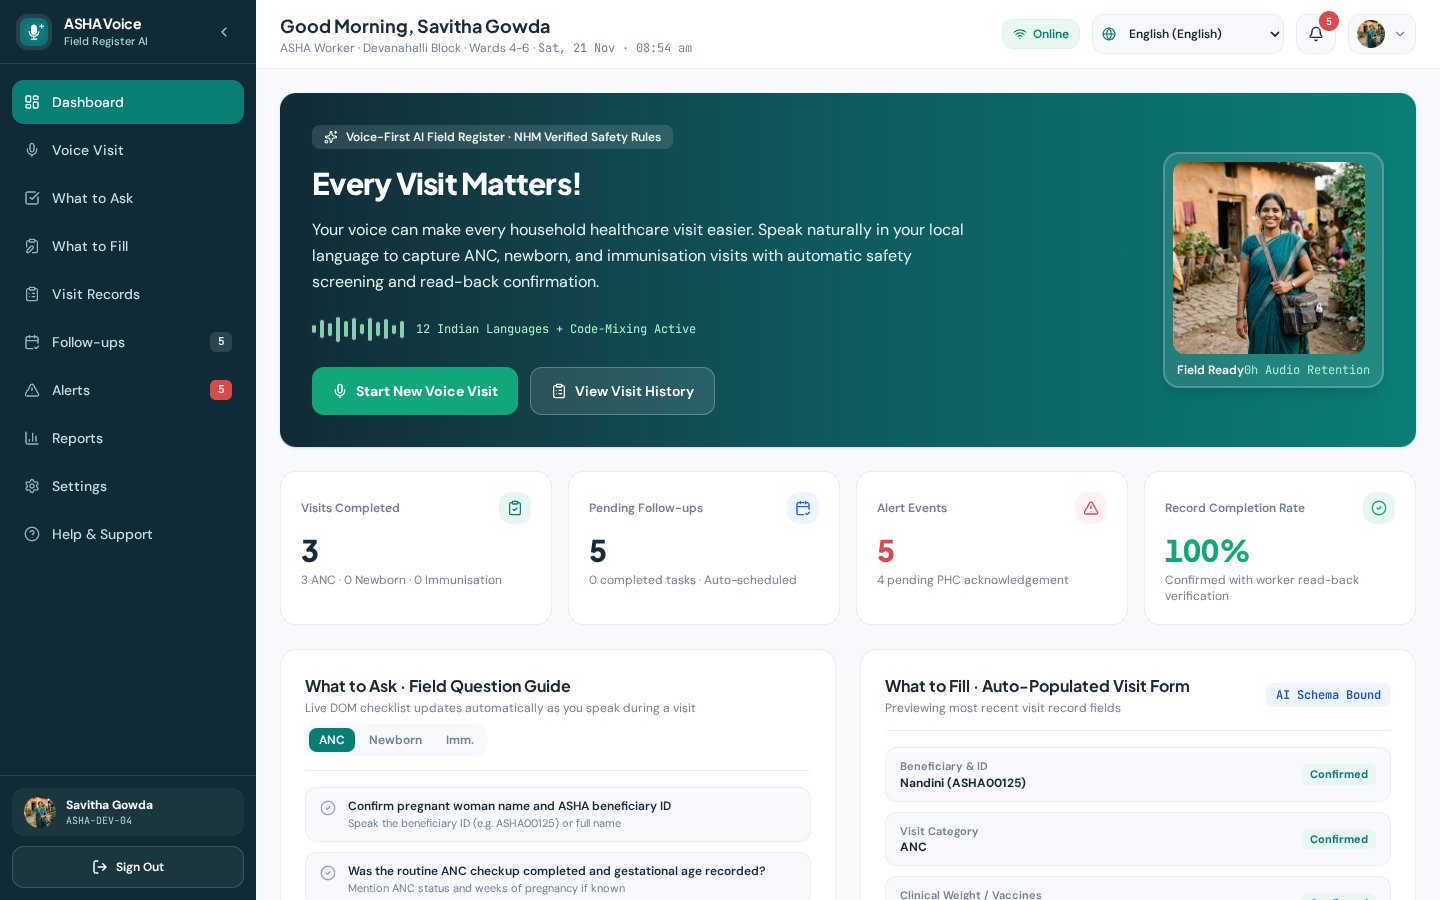 ASHA Voice
Field Register AI
Dashboard
Voice Visit
What to Ask
What to Fill
Visit Records
Follow-ups 5
Alerts 5
Reports
Settings
Help & Support
Savitha Gowda
ASHA-DEV-04
Sign Out
Good Morning, Savitha Gowda
ASHA Worker · Devanahalli Block · Wards 4-6 · Sat, 21 Nov · 08:54 am
Online
English (English)
5
Voice-First AI Field Register · NHM Verified Safety Rules
Every Visit Matters!
Your voice can make every household healthcare visit easier. Speak naturally in your local
language to capture ANC, newborn, and immunisation visits with automatic safety
screening and read-back confirmation.
12 Indian Languages + Code-Mixing Active
Start New Voice Visit
View Visit History
Field Ready0h Audio Retention
Visits Completed
3
3 ANC · 0 Newborn · 0 Immunisation
Pending Follow-ups
5
0 completed tasks · Auto-scheduled
Alert Events
5
4 pending PHC acknowledgement
Record Completion Rate
100%
Confirmed with worker read-back
verification
What to Ask · Field Question Guide
Live DOM checklist updates automatically as you speak during a visit
ANC Newborn Imm.
Confirm pregnant woman name and ASHA beneficiary ID
Speak the beneficiary ID (e.g. ASHA00125) or full name
Was the routine ANC checkup completed and gestational age recorded?
Mention ANC status and weeks of pregnancy if known
What to Fill · Auto-Populated Visit Form
Previewing most recent visit record fields
AI Schema Bound
Beneficiary & ID
Nandini (ASHA00125)
Confirmed
Visit Category
ANC
Confirmed
Clinical Weight / Vaccines